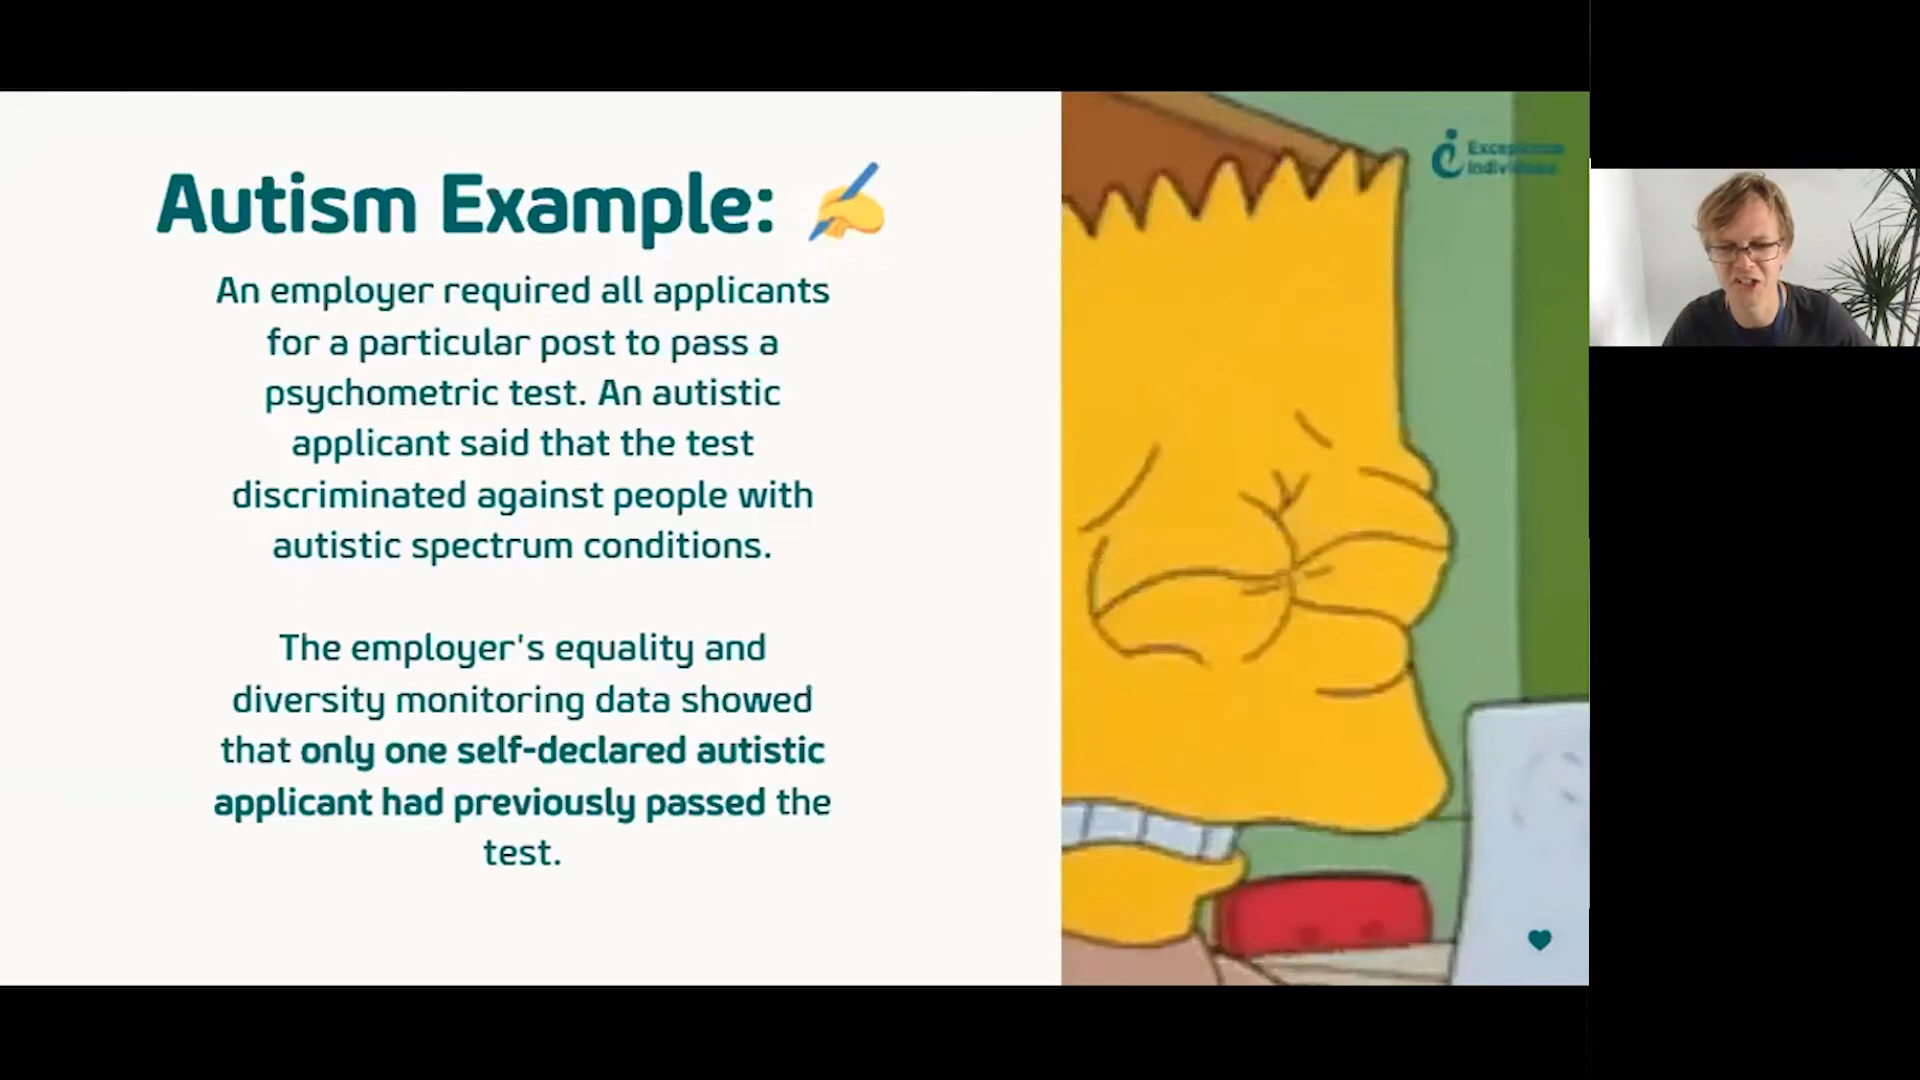 Autism Example:
An employer required all applicants
for a particular post to pass a
psychometric test. An autistic
applicant said that the test
discriminated against people with
autistic spectrum conditions.
The employer's equality and
diversity monitoring data showed
that only one self-declared autistic
applicant had previously passed the
test.
Exceptional
Individuals